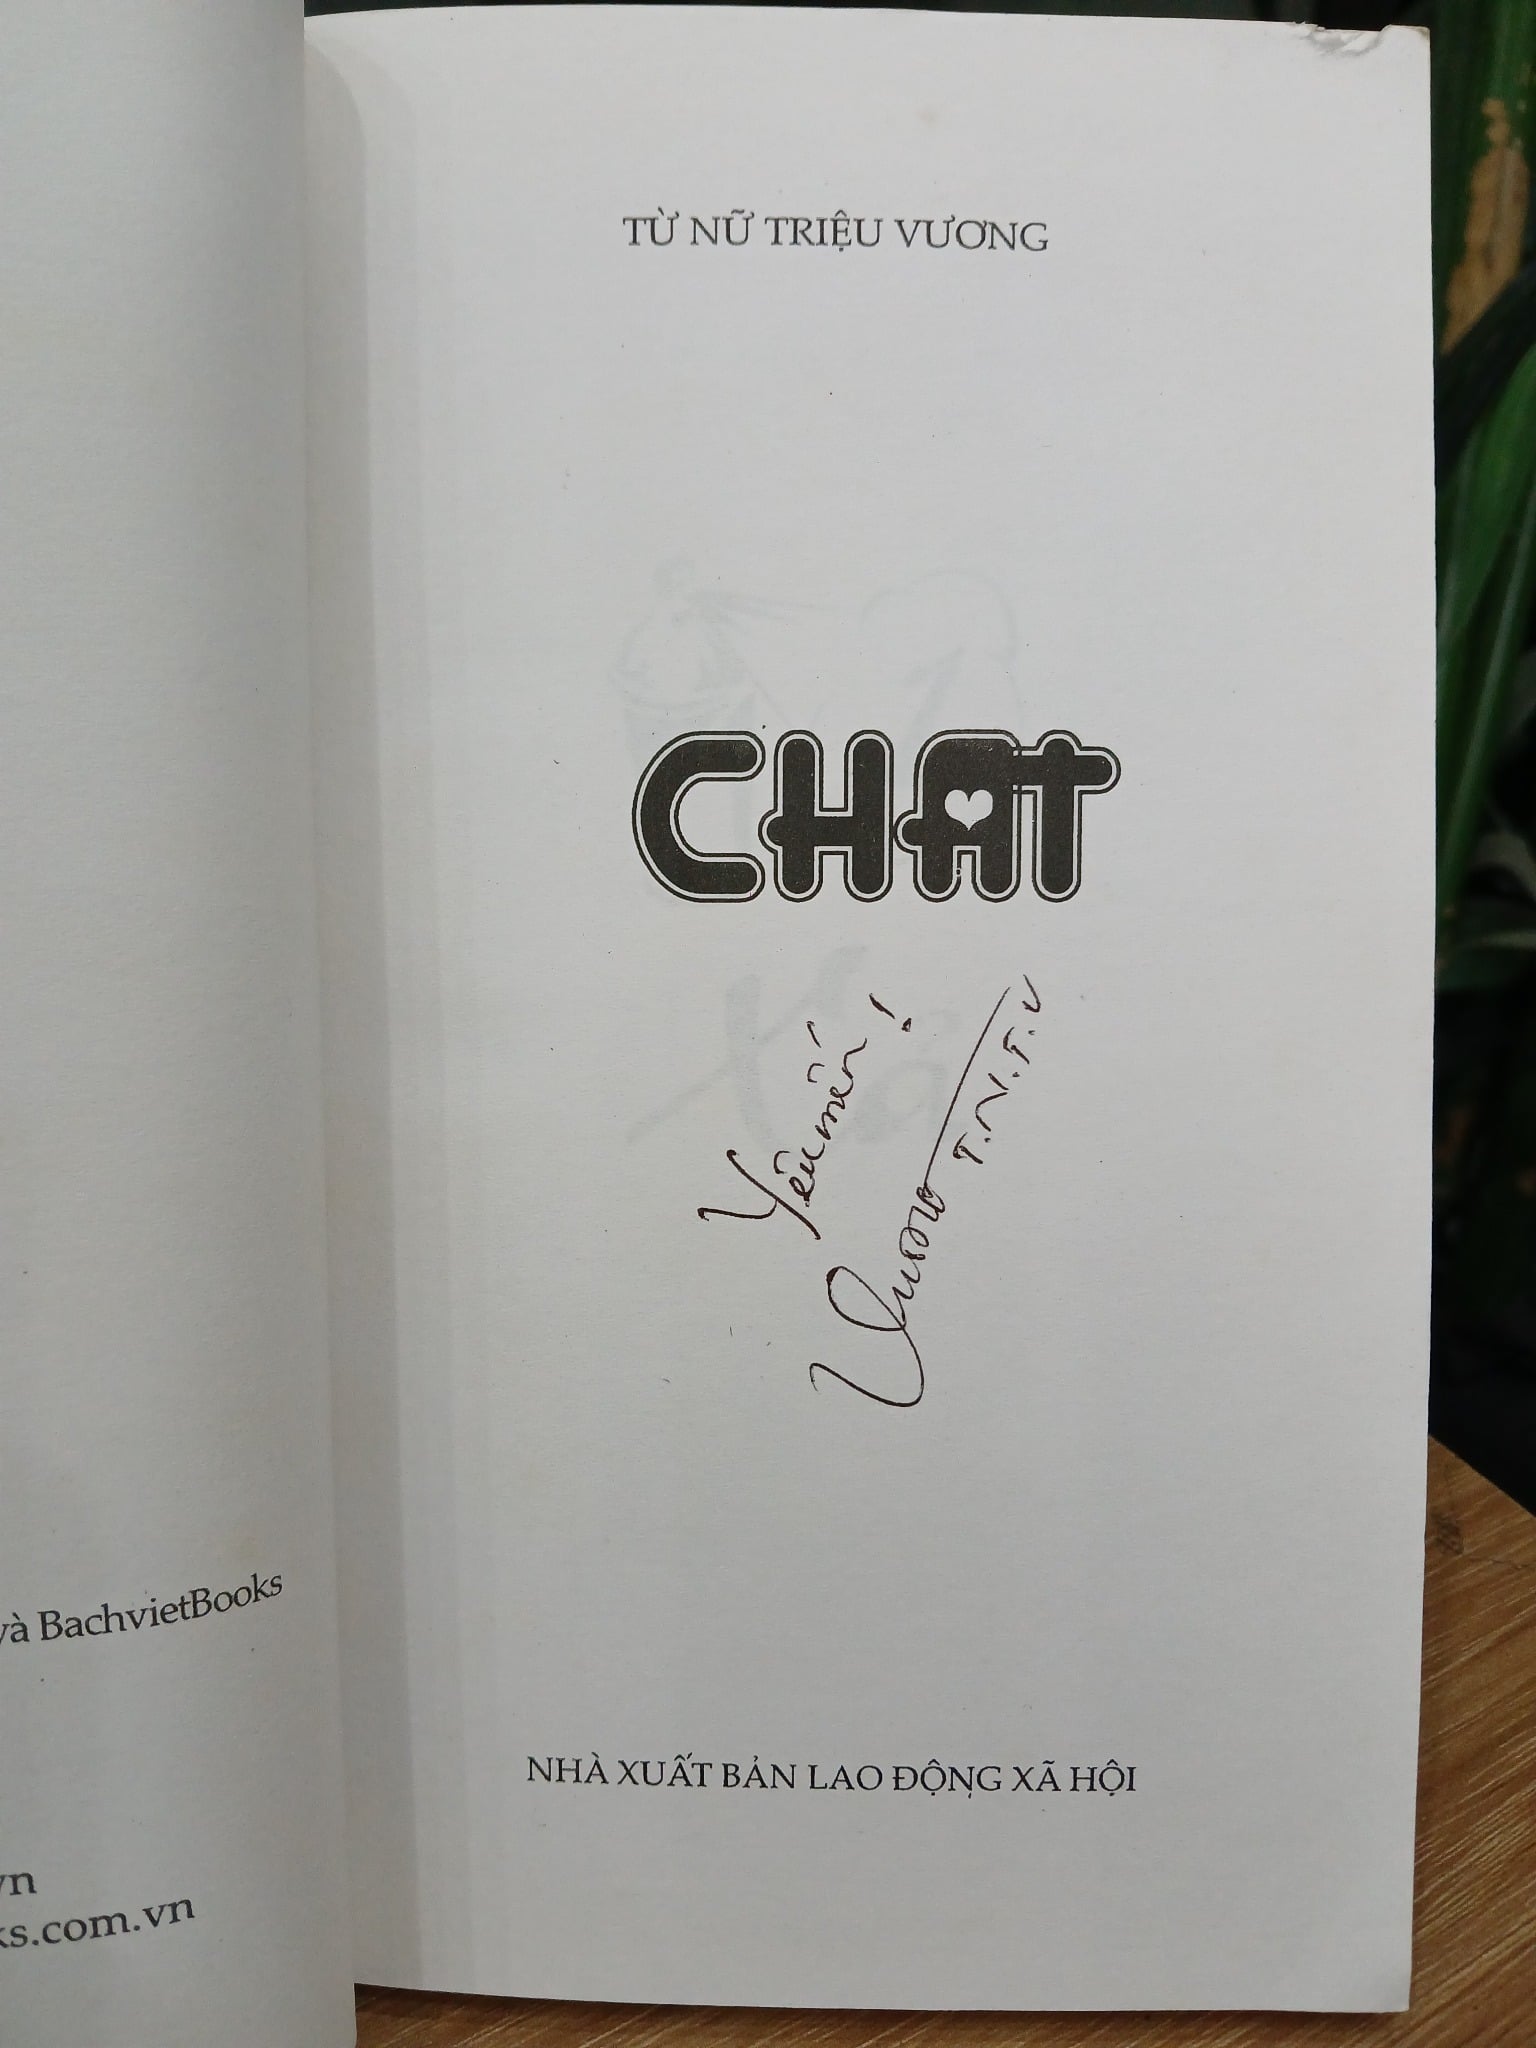 và BachvietBooks
vn
ks.com.vn
TỪ NỮ TRIỆU VƯƠNG
CHAT
Yêu mến!
Vương
T.N.T.V
NHÀ XUẤT BẢN LAO ĐỘNG XÃ HỘI